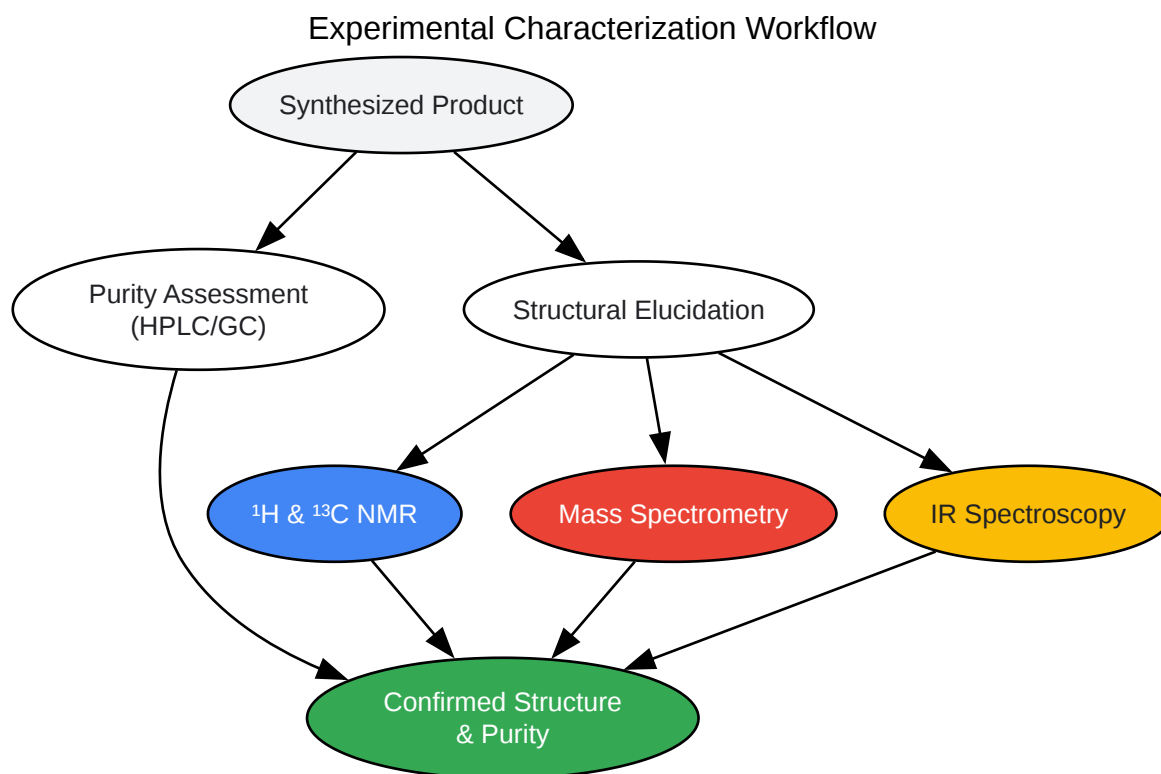 Experimental Characterization Workflow
Synthesized Product
Purity Assessment
(HPLC/GC)
Structural Elucidation
¹H & ¹³C NMR
Mass Spectrometry
IR Spectroscopy
Confirmed Structure
& Purity